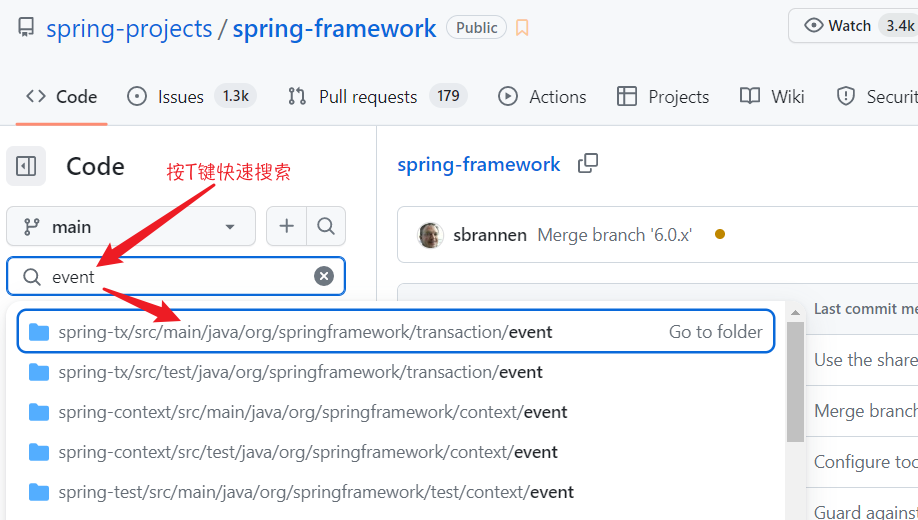 spring-projects / spring-framework Public
Watch 3.4k
Code Issues 1.3k Pull requests 179 Actions Projects Wiki Securit
Code
按T键快速搜索
spring-framework
main
sbrannen Merge branch '6.0.x'
event
Last commit me
spring-tx/src/main/java/org/springframework/transaction/event Go to folder
Use the share
spring-tx/src/test/java/org/springframework/transaction/event
spring-context/src/main/java/org/springframework/context/event
Merge branch
spring-context/src/test/java/org/springframework/context/event
Configure too
spring-test/src/main/java/org/springframework/test/context/event
Guard against